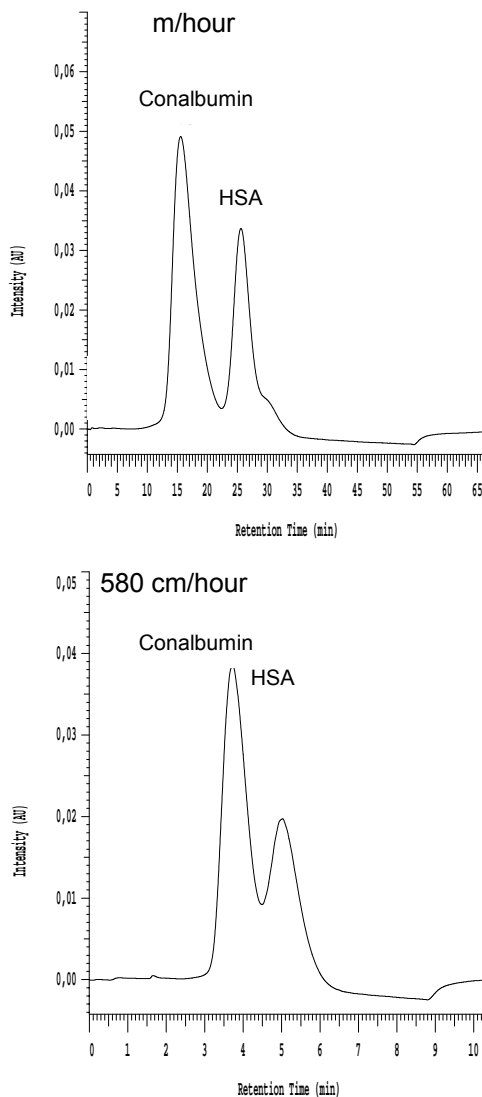 m/hour
0,06
Conalbumin
0,05
0,04
HSA
0,03
0,02
0,01
0,00
Intensity (AU)
0 5 10 15 20 25 30 35 40 45 50 55 60 65
Retention Time (min)
0,05
580 cm/hour
Conalbumin
0,04
HSA
0,03
0,02
0,01
0,00
Intensity (AU)
0 1 2 3 4 5 6 7 8 9 10
Retention Time (min)